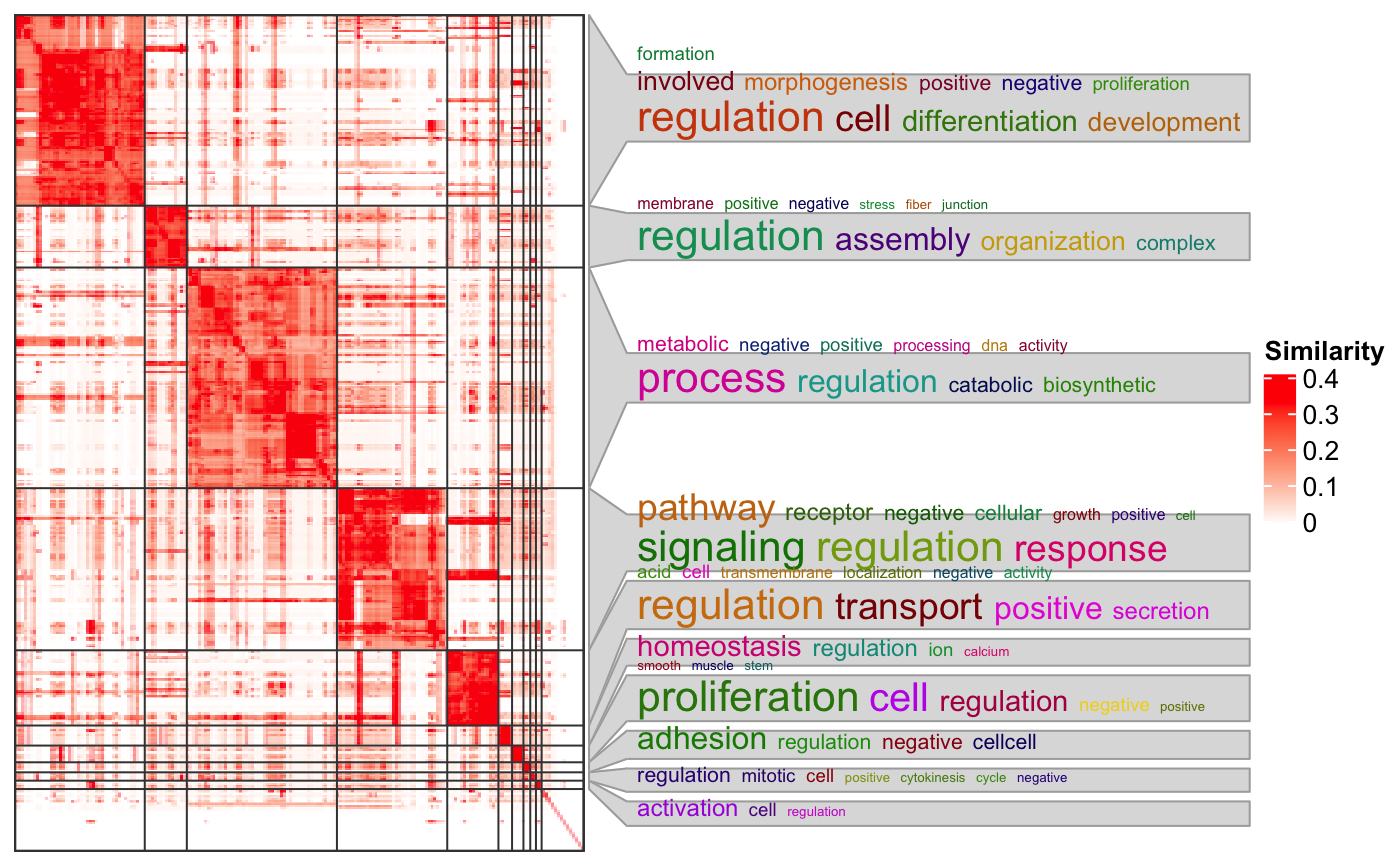 formation
involved morphogenesis positive negative proliferation
regulation cell differentiation development
membrane positive negative stress fiber junction
regulation assembly organization complex
metabolic negative positive processing dna activity
process regulation catabolic biosynthetic
pathway receptor negative cellular growth positive cell
signaling regulation response
acid cell transmembrane localization negative activity
regulation transport positive secretion
homeostasis regulation ion calcium
smooth muscle stem
proliferation cell regulation negative positive
adhesion regulation negative cellcell
regulation mitotic cell positive cytokinesis cycle negative
activation cell regulation
Similarity
0.4
0.3
0.2
0.1
0